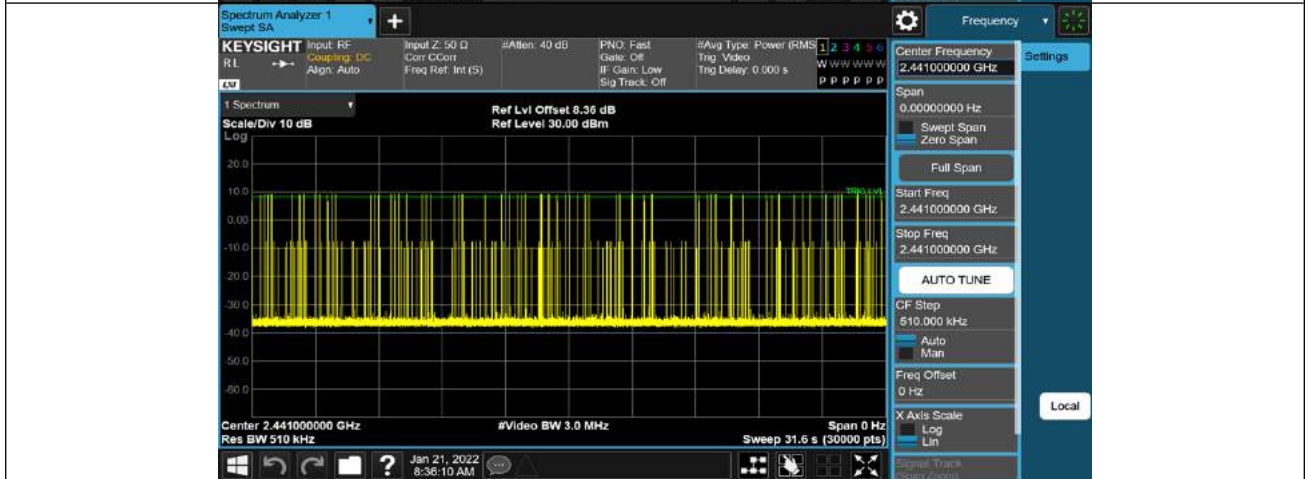 Spectrum Analyzer 1
Swept SA
+
Frequency
KEYSIGHT
RL
LXI
Input: RF
Coupling: DC
Align: Auto
Input Z: 50 Ω
Corr CCorr
Freq Ref: Int (S)
#Atten: 40 dB
PNO: Fast
Gate: Off
IF Gain: Low
Sig Track: Off
#Avg Type: Power (RMS
Trig: Video
Trig Delay: 0.000 s
1 2 3 4 5 6
W W W W W W
P P P P P P
1 Spectrum
Scale/Div 10 dB
Log
Ref Lvl Offset 8.36 dB
Ref Level 30.00 dBm
20.0
10.0
0.00
-10.0
-20.0
-30.0
-40.0
-50.0
-60.0
TRIG LVL
Center 2.441000000 GHz
Res BW 510 kHz
#Video BW 3.0 MHz
Span 0 Hz
Sweep 31.6 s (30000 pts)
Center Frequency
2.441000000 GHz
Settings
Span
0.00000000 Hz
Swept Span
Zero Span
Full Span
Start Freq
2.441000000 GHz
Stop Freq
2.441000000 GHz
AUTO TUNE
CF Step
510.000 kHz
Auto
Man
Freq Offset
0 Hz
X Axis Scale
Log
Lin
Local
Signal Track
(Span Zoom)
?
Jan 21, 2022
8:36:10 AM